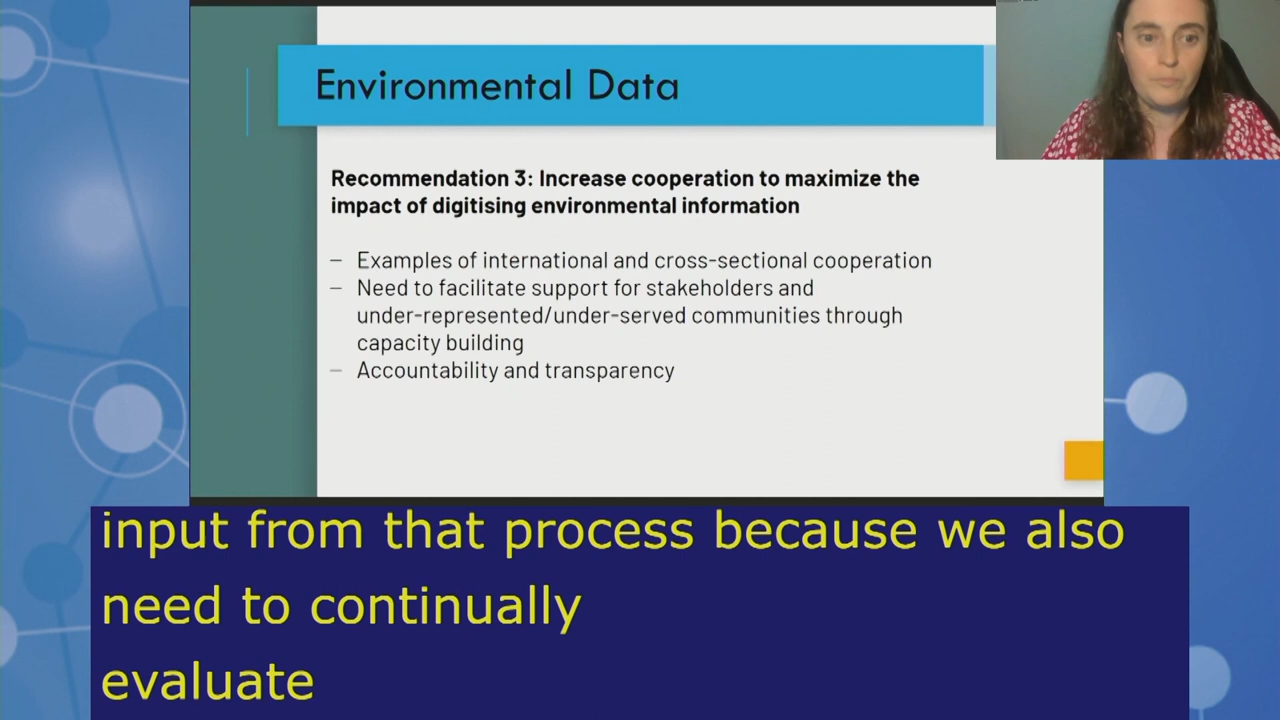 Environmental Data
Recommendation 3: Increase cooperation to maximize the
impact of digitising environmental information
– Examples of international and cross-sectional cooperation
– Need to facilitate support for stakeholders and
under-represented/under-served communities through
capacity building
– Accountability and transparency
input from that process because we also
need to continually
evaluate